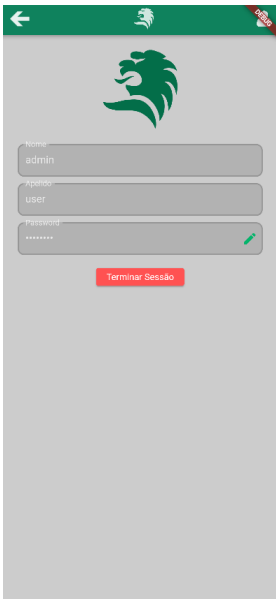 DEBUG
Nome
admin
Apelido
user
Password
••••••••
Terminar Sessão